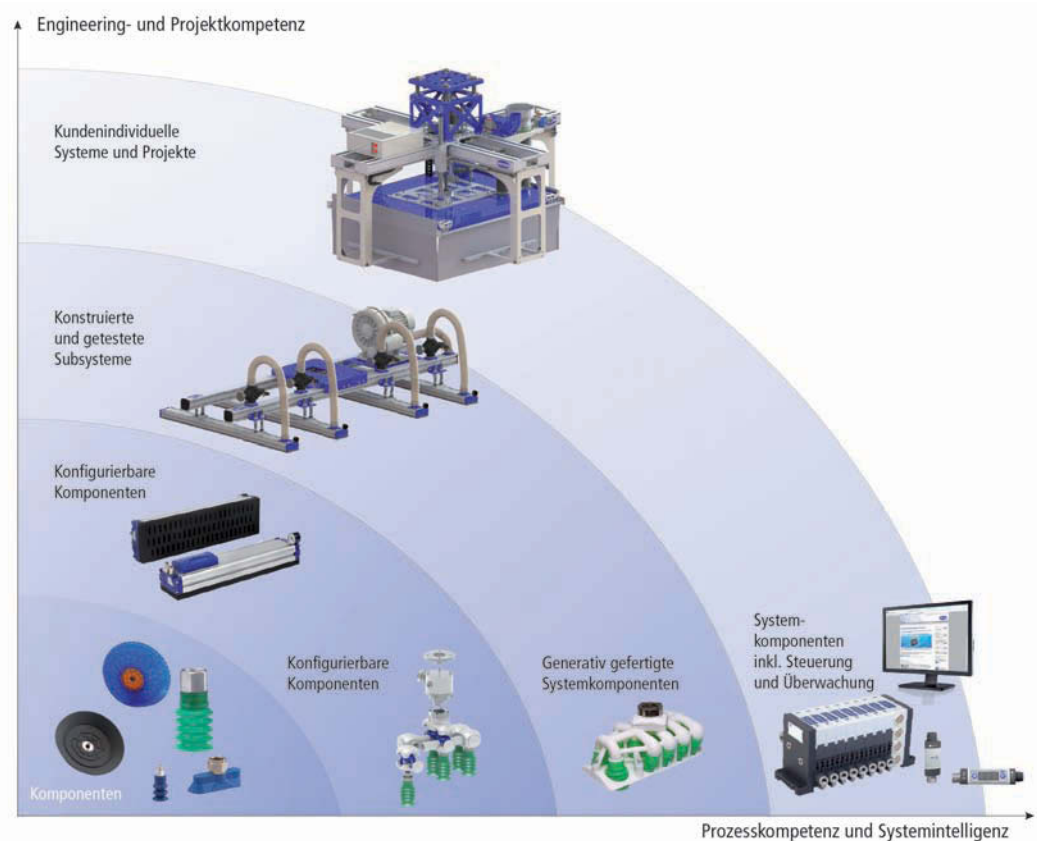 Engineering- und Projektkompetenz
Kundenindividuelle
Systeme und Projekte
Konstruierte
und getestete
Subsysteme
Konfigurierbare
Komponenten
Konfigurierbare
Komponenten
Generativ gefertigte
Systemkomponenten
System-
komponenten
inkl. Steuerung
und Überwachung
Komponenten
Prozesskompetenz und Systemintelligenz